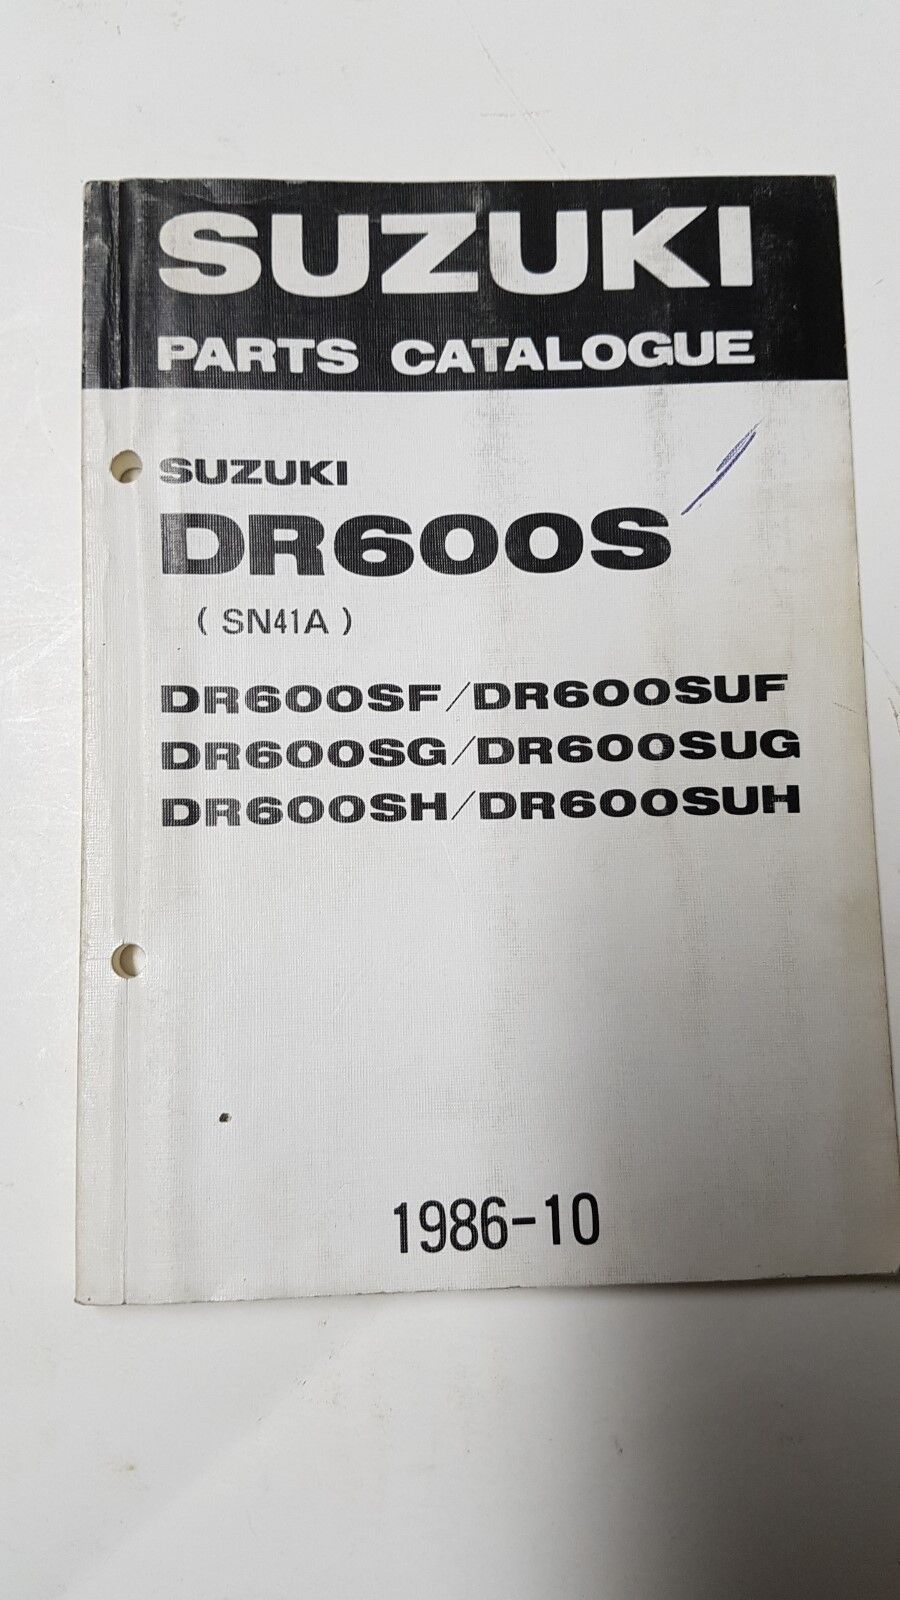 SUZUKI
PARTS CATALOGUE
SUZUKI
DR600S
( SN41A )
DR600SF/DR600SUF
DR600SG/DR600SUG
DR600SH/DR600SUH
1986-10